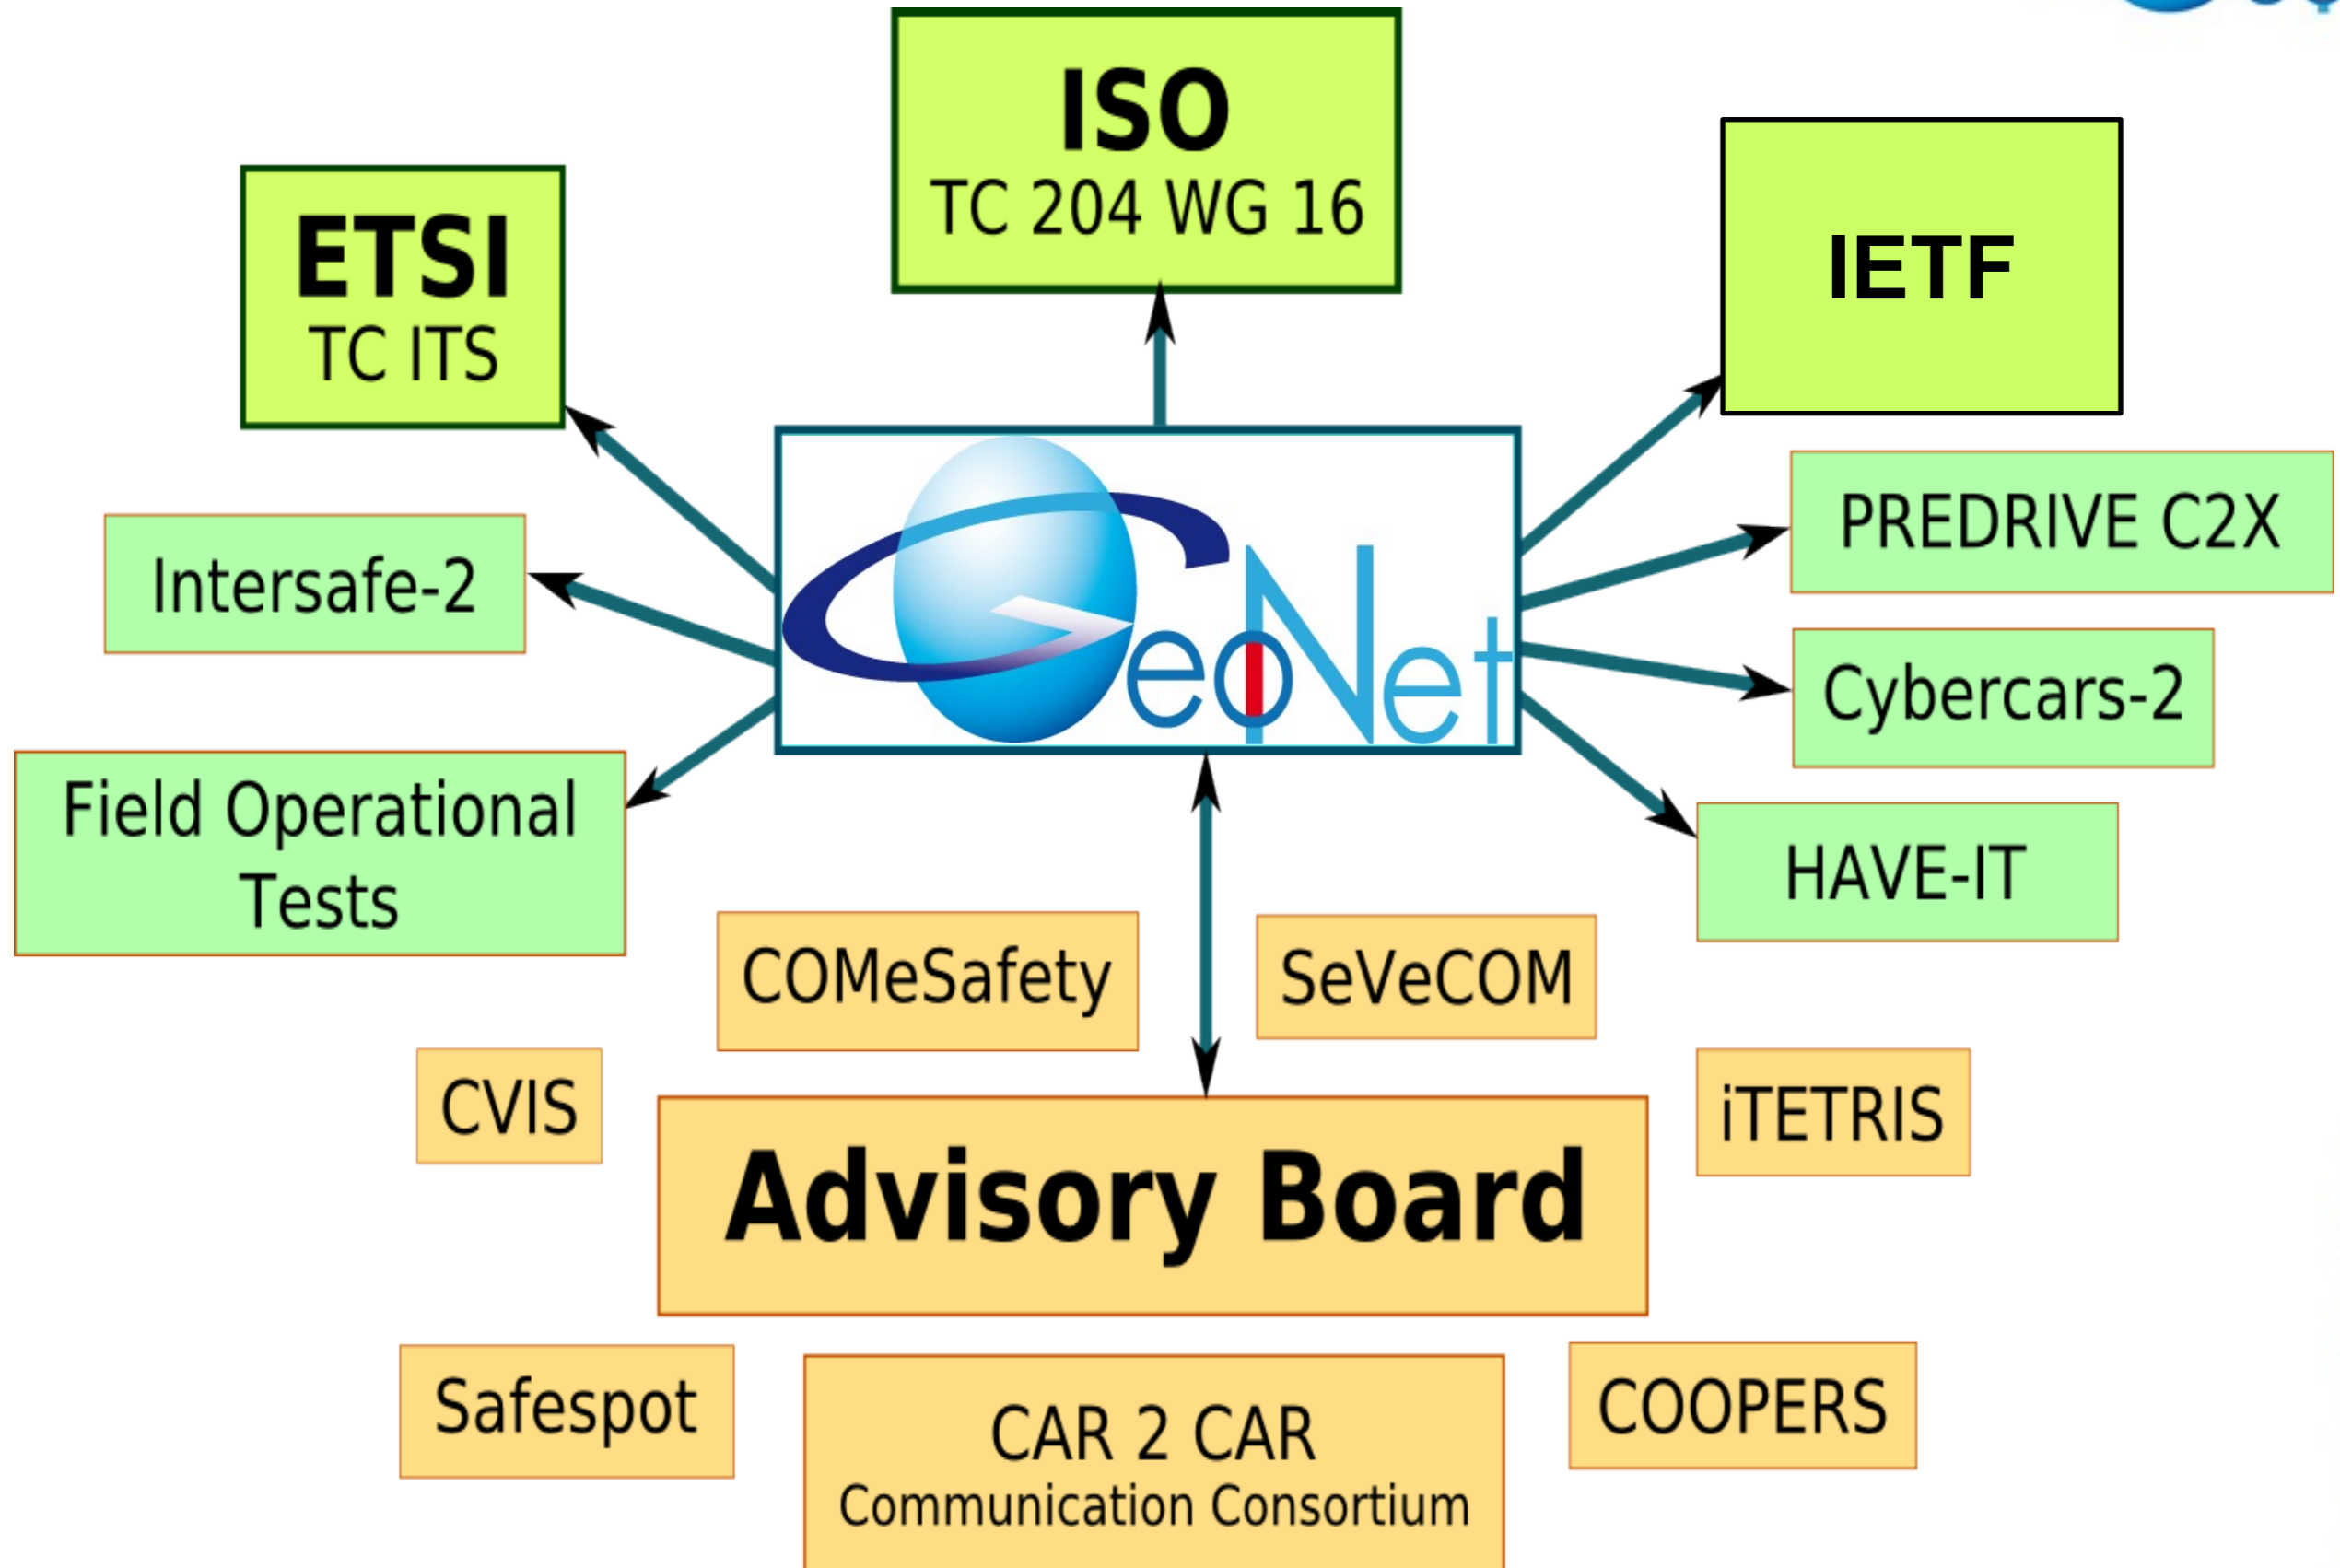 ISO
TC 204 WG 16
IETF
ETSI
TC ITS
PREDRIVE C2X
Intersafe-2
GeoNet
Cybercars-2
Field Operational
Tests
HAVE-IT
COMeSafety
SeVeCOM
CVIS
iTETRIS
Advisory Board
Safespot
COOPERS
CAR 2 CAR
Communication Consortium